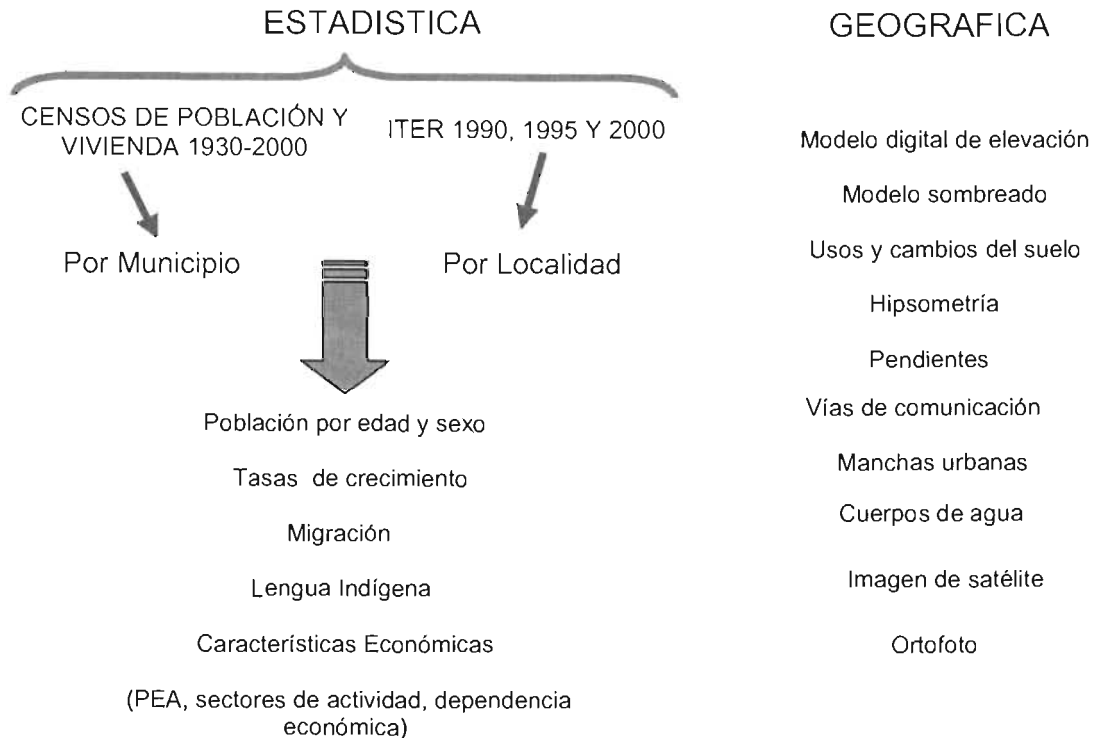 ESTADISTICA
CENSOS DE POBLACIÓN Y
VIVIENDA 1930-2000
ITER 1990, 1995 Y 2000
Por Municipio
Por Localidad
Población por edad y sexo
Tasas de crecimiento
Migración
Lengua Indígena
Características Económicas
(PEA, sectores de actividad, dependencia
económica)
GEOGRAFICA
Modelo digital de elevación
Modelo sombreado
Usos y cambios del suelo
Hipsometría
Pendientes
Vías de comunicación
Manchas urbanas
Cuerpos de agua
Imagen de satélite
Ortofoto